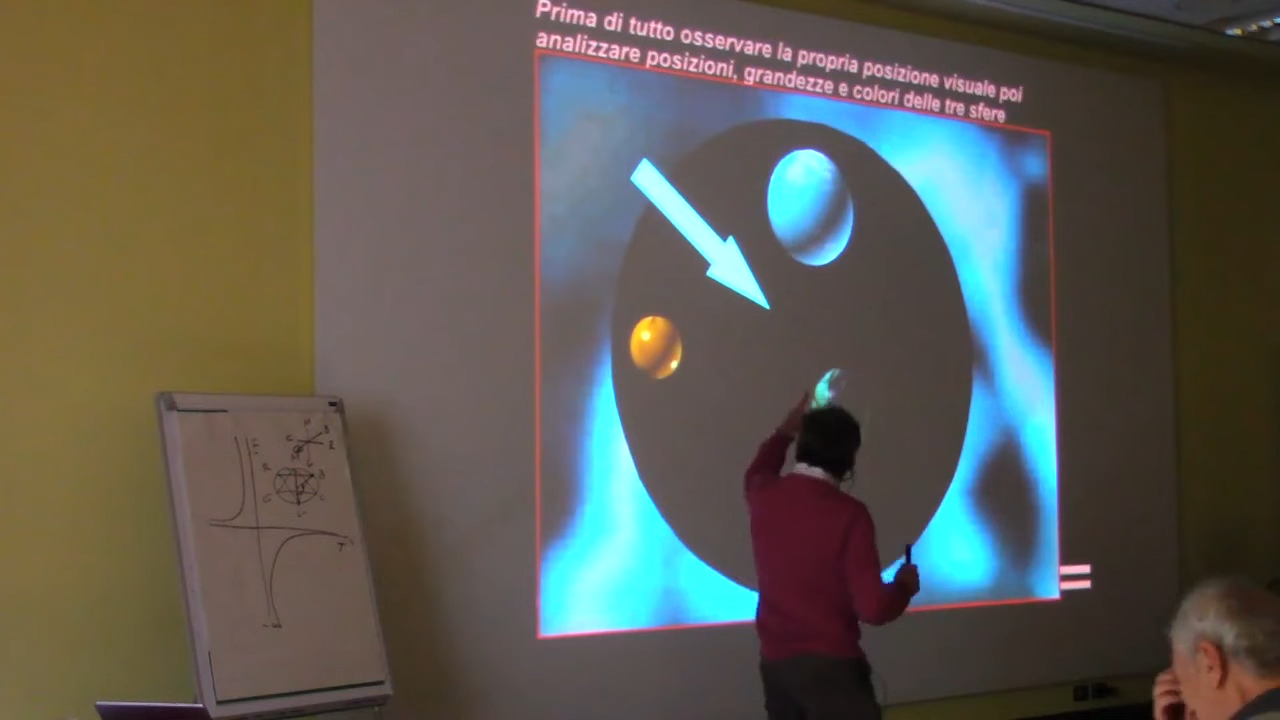 Prima di tutto osservare la propria posizione visuale poi
analizzare posizioni, grandezze e colori delle tre sfere
=